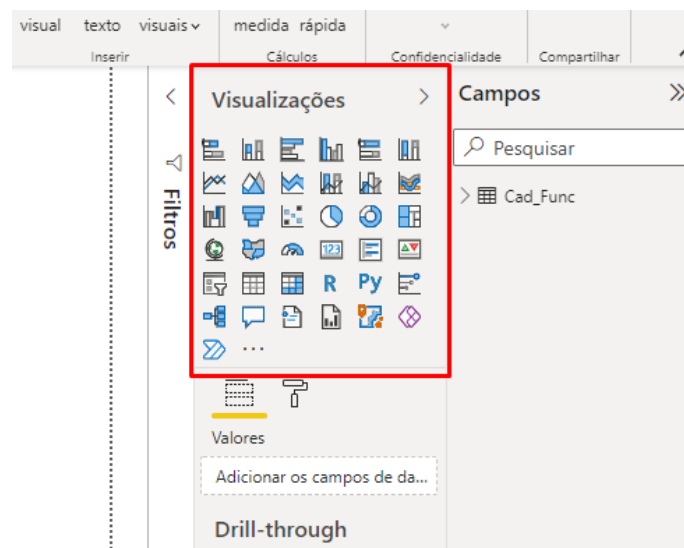 visual texto visuais medida rápida
Inserir Cálculos Confidencialidade Compartilhar
Visualizações Campos
Pesquisar
Filtros
Cad_Func
123
R Py
...
Valores
Adicionar os campos de da...
Drill-through